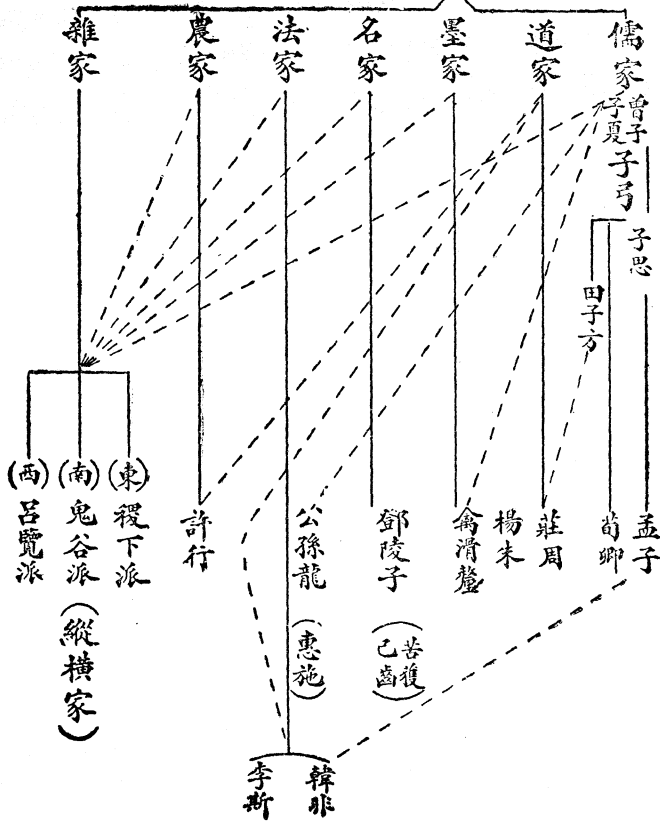 儒家
道家
墨家
名家
法家
農家
雜家
曾子
子夏
子弓
子思
田子方
孟子
荀卿
莊周
楊朱
禽滑釐
鄧陵子
(苦獲
己齒)
公孫龍
(惠施)
許行
(東)稷下派
(南)鬼谷派(縱橫家)
(西)呂覽派
韓非
李斯